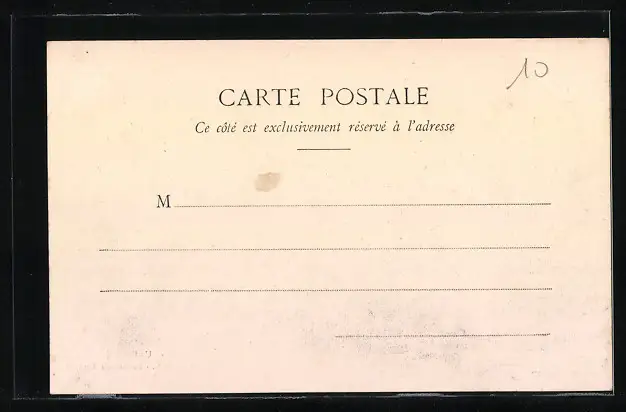 10
CARTE POSTALE
Ce côté est exclusivement réservé à l'adresse
M